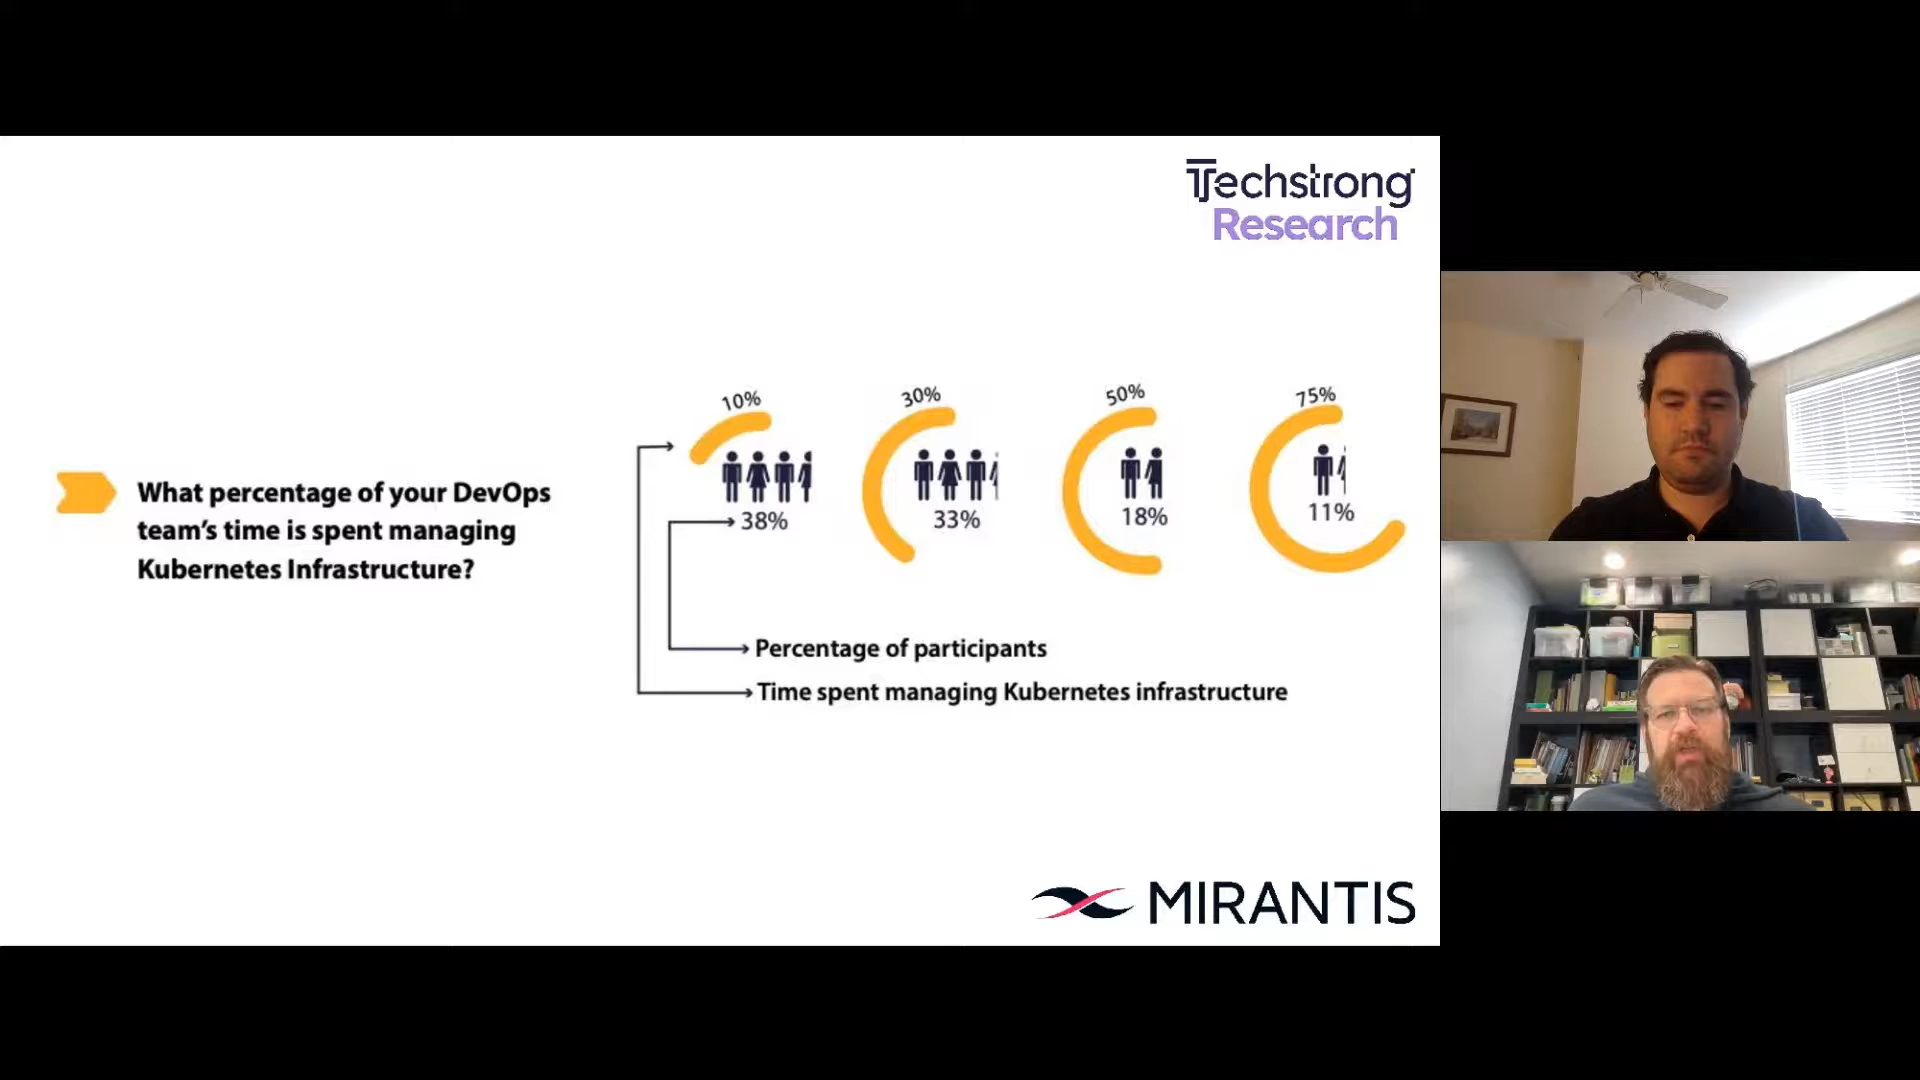 Techstrong
Research
What percentage of your DevOps
team's time is spent managing
Kubernetes Infrastructure?
10%
30%
50%
75%
38%
33%
18%
11%
Percentage of participants
Time spent managing Kubernetes infrastructure
MIRANTIS